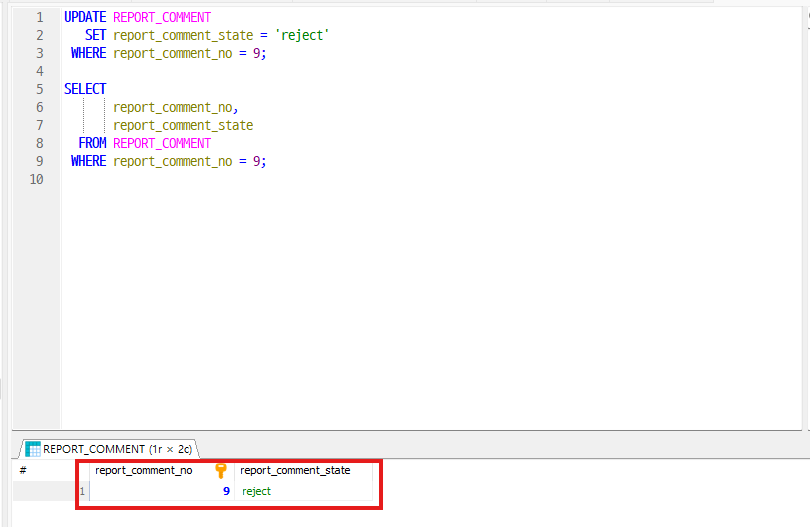 1 UPDATE REPORT_COMMENT
2 SET report_comment_state = 'reject'
3 WHERE report_comment_no = 9;
4
5 SELECT
6 report_comment_no,
7 report_comment_state
8 FROM REPORT_COMMENT
9 WHERE report_comment_no = 9;
10
REPORT_COMMENT (1r × 2c)
# report_comment_no report_comment_state
1 9 reject